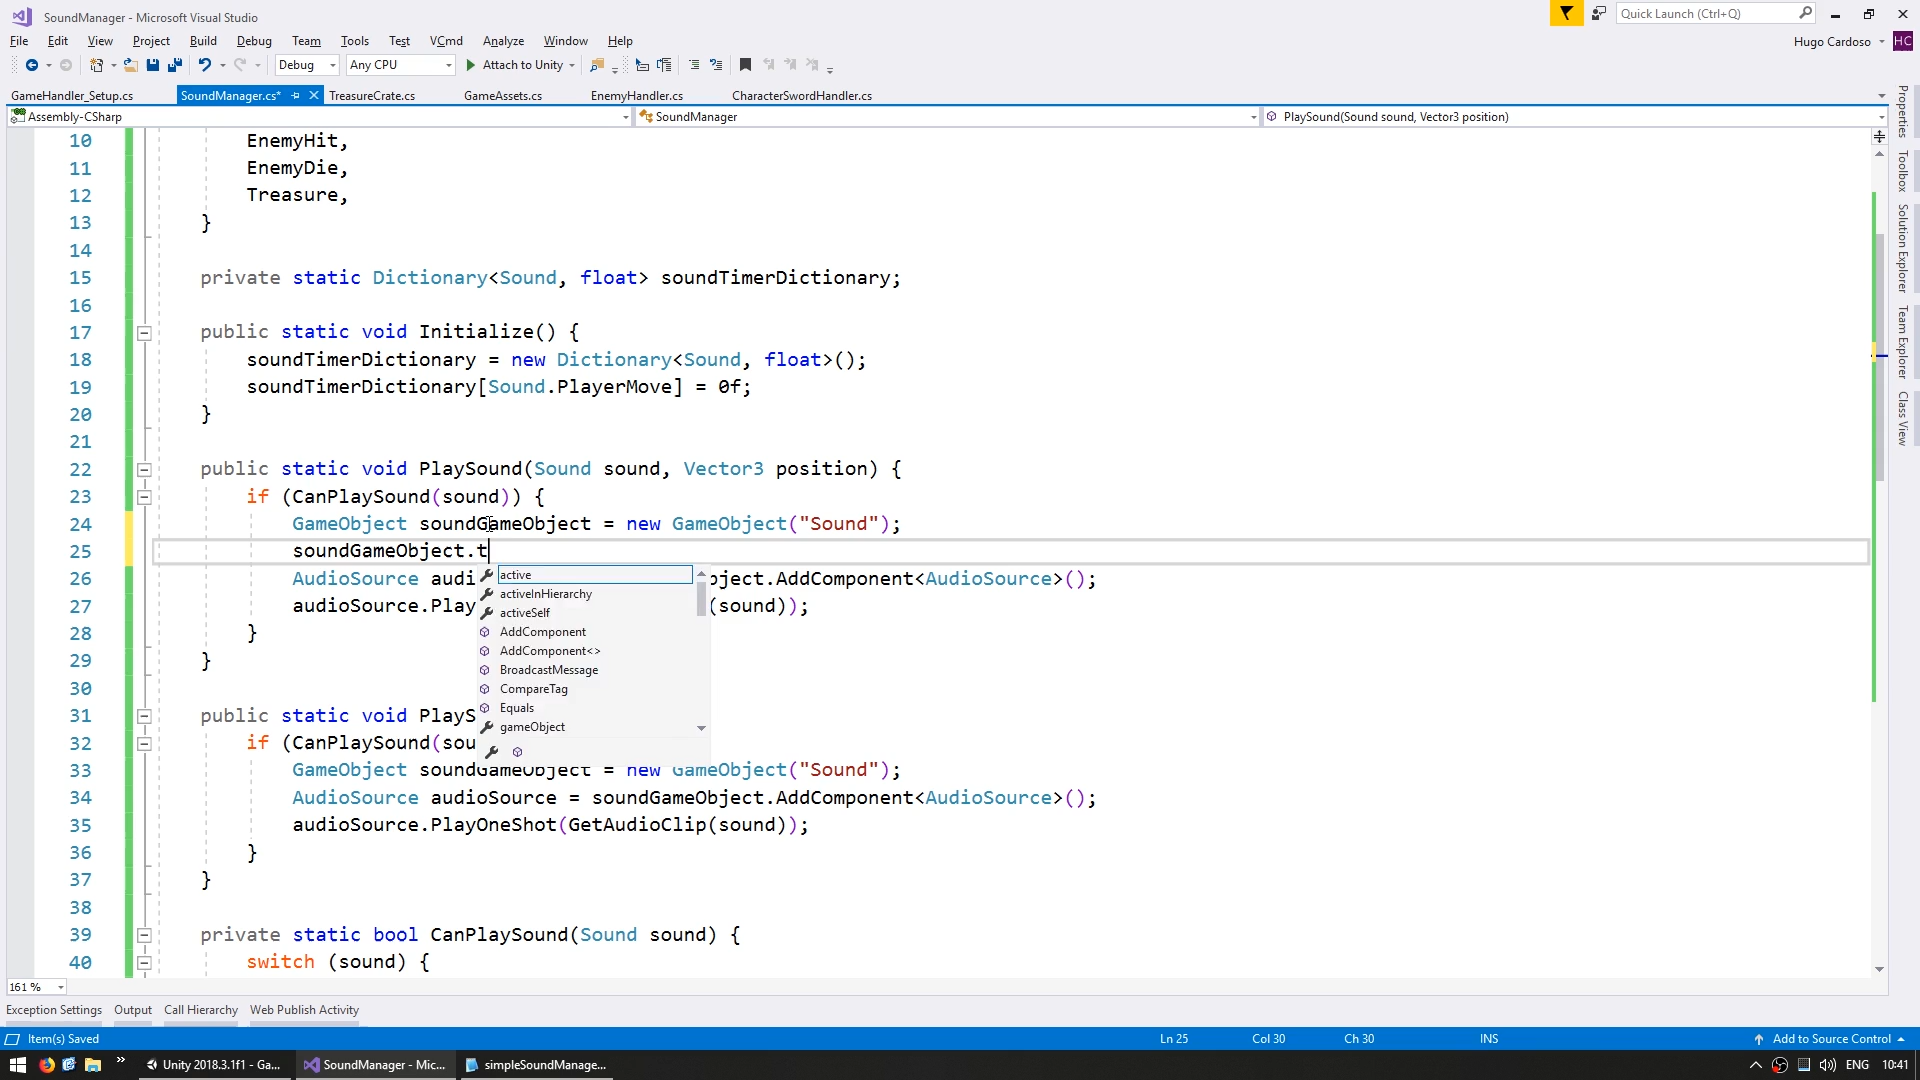 SoundManager - Microsoft Visual Studio
Quick Launch (Ctrl+Q)
File Edit View Project Build Debug Team Tools Test VCmd Analyze Window Help
Hugo Cardoso HC
Debug Any CPU Attach to Unity
GameHandler_Setup.cs SoundManager.cs* TreasureCrate.cs GameAssets.cs EnemyHandler.cs CharacterSwordHandler.cs
Assembly-CSharp SoundManager PlaySound(Sound sound, Vector3 position)
10 EnemyHit,
11 EnemyDie,
12 Treasure,
13 }
14
15 private static Dictionary<Sound, float> soundTimerDictionary;
16
17 public static void Initialize() {
18 soundTimerDictionary = new Dictionary<Sound, float>();
19 soundTimerDictionary[Sound.PlayerMove] = 0f;
20 }
21
22 public static void PlaySound(Sound sound, Vector3 position) {
23 if (CanPlaySound(sound)) {
24 GameObject soundGameObject = new GameObject("Sound");
25 soundGameObject.t
26 AudioSource audi ject.AddComponent<AudioSource>();
27 audioSource.Play (sound));
28 }
29 }
30
31 public static void PlayS
32 if (CanPlaySound(sou
33 GameObject soundGameObject = new GameObject("Sound");
34 AudioSource audioSource = soundGameObject.AddComponent<AudioSource>();
35 audioSource.PlayOneShot(GetAudioClip(sound));
36 }
37 }
38
39 private static bool CanPlaySound(Sound sound) {
40 switch (sound) {
active
activeInHierarchy
activeSelf
AddComponent
AddComponent<>
BroadcastMessage
CompareTag
Equals
gameObject
Properties
Toolbox
Solution Explorer
Team Explorer
Class View
161 %
Exception Settings Output Call Hierarchy Web Publish Activity
Item(s) Saved Ln 25 Col 30 Ch 30 INS Add to Source Control
Unity 2018.3.1f1 - Ga... SoundManager - Mic... simpleSoundManage... ENG 10:41